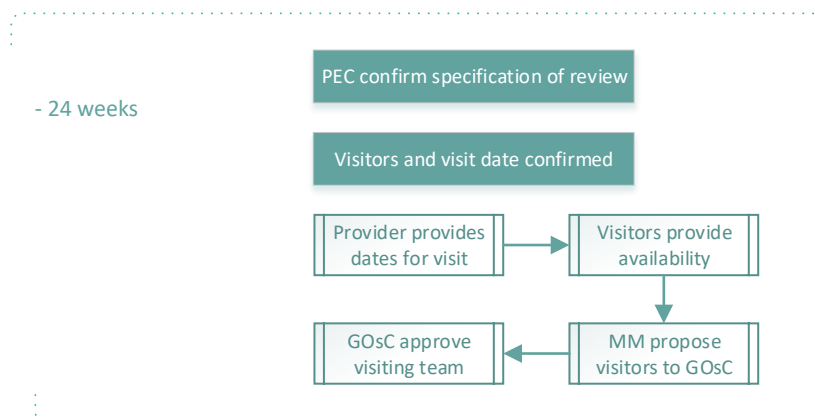 PEC confirm specification of review
- 24 weeks
Visitors and visit date confirmed
Provider provides
dates for visit
Visitors provide
availability
GOsC approve
visiting team
MM propose
visitors to GOsC